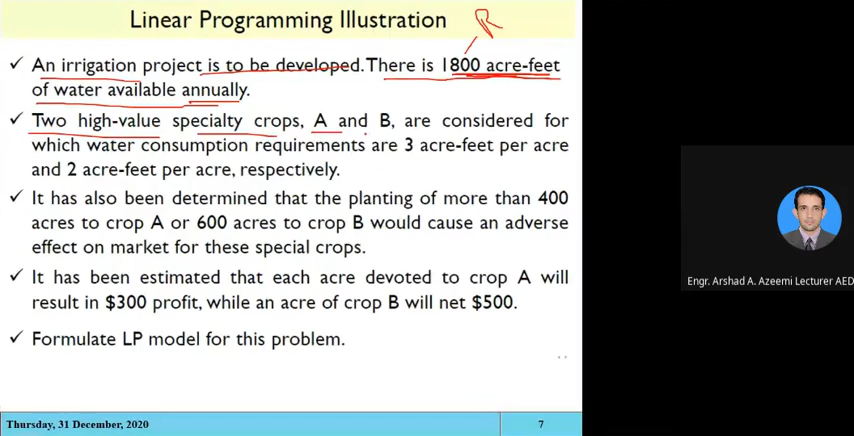 Linear Programming Illustration
R
✓ An irrigation project is to be developed. There is 1800 acre-feet
of water available annually.
✓ Two high-value specialty crops, A and B, are considered for
which water consumption requirements are 3 acre-feet per acre
and 2 acre-feet per acre, respectively.
✓ It has also been determined that the planting of more than 400
acres to crop A or 600 acres to crop B would cause an adverse
effect on market for these special crops.
✓ It has been estimated that each acre devoted to crop A will
result in $300 profit, while an acre of crop B will net $500.
✓ Formulate LP model for this problem.
Engr. Arshad A. Azeemi Lecturer AED
Thursday, 31 December, 2020
7